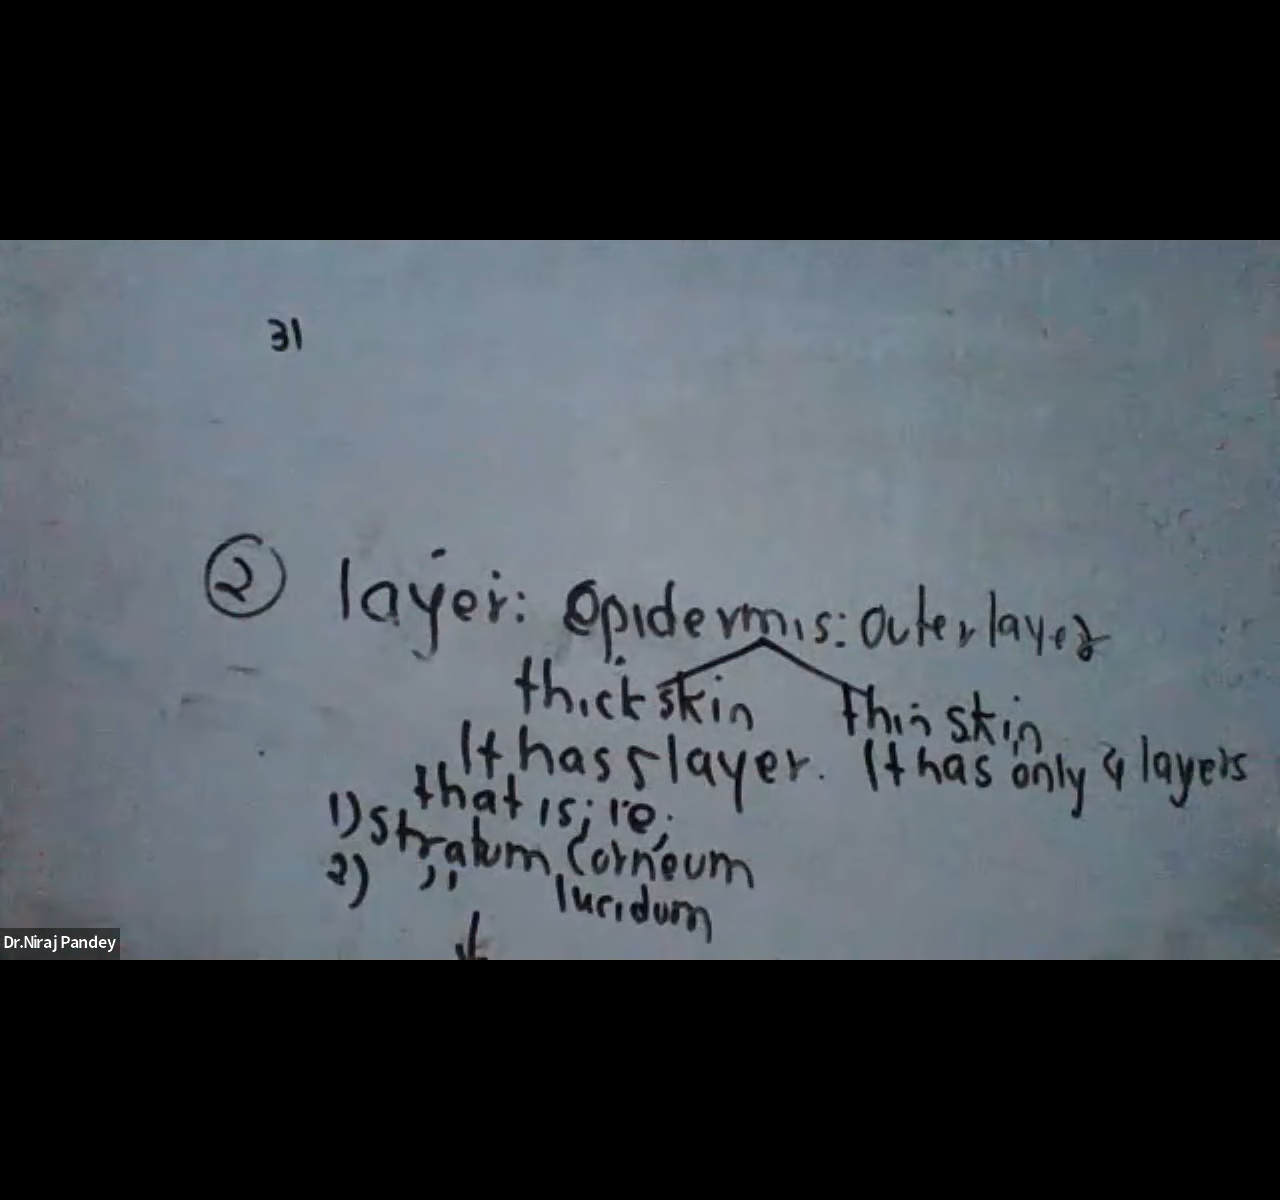 31
② layer: Epidermis: Outer layer
thick skin thin skin
It has 5 layer. It has only 4 layers
that is; i.e;
1) Stratum Corneum
2) ,, lucidum
↓
Dr.Niraj Pandey